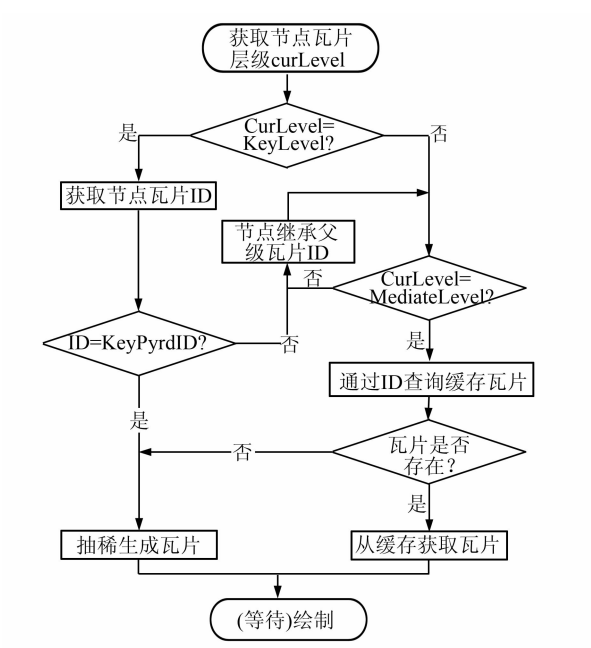 获取节点瓦片
层级curLevel
CurLevel=
KeyLevel?
是
否
获取节点瓦片ID
节点继承父
级瓦片ID
CurLevel=
MediateLevel?
否
ID=KeyPyrdID?
否
是
通过ID查询缓存瓦片
是
瓦片是否
存在?
否
是
抽稀生成瓦片
从缓存获取瓦片
(等待)绘制